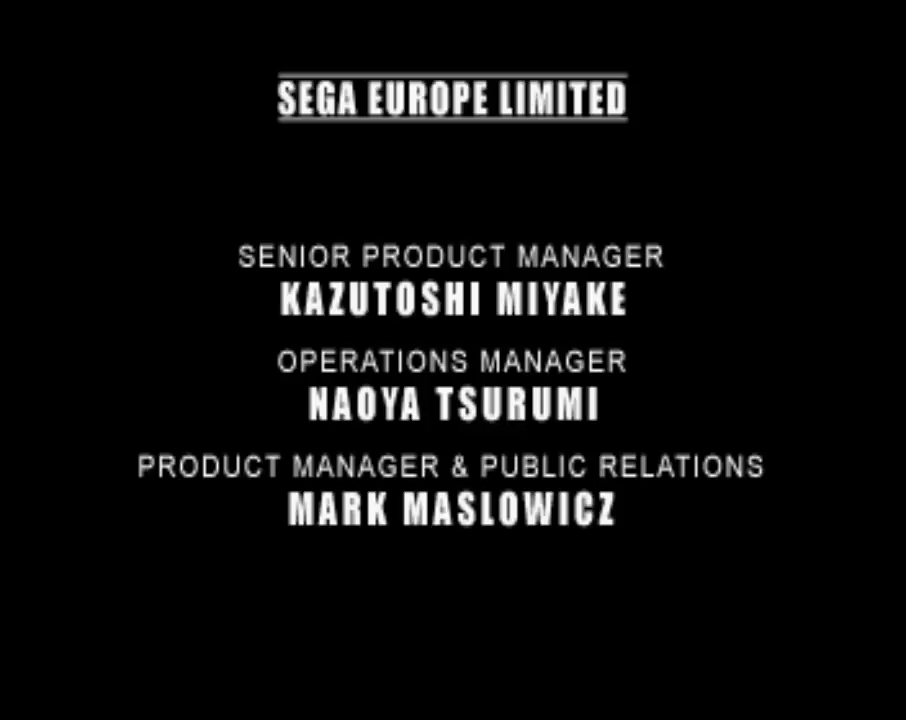 SEGA EUROPE LIMITED
SENIOR PRODUCT MANAGER
KAZUTOSHI MIYAKE
OPERATIONS MANAGER
NAOYA TSURUMI
PRODUCT MANAGER & PUBLIC RELATIONS
MARK MASLOWICZ